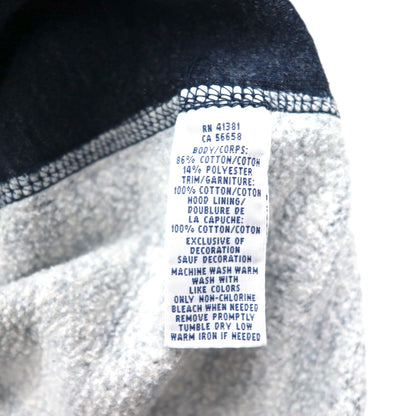 RN 41381
CA 56658
BODY/CORPS:
86% COTTON/COTON
14% POLYESTER
TRIM/GARNITURE:
100% COTTON/COTON
HOOD LINING/
DOUBLURE DE
LA CAPUCHE:
100% COTTON/COTON
EXCLUSIVE OF
DECORATION
SAUF DECORATION
MACHINE WASH WARM
WASH WITH
LIKE COLORS
ONLY NON-CHLORINE
BLEACH WHEN NEEDED
REMOVE PROMPTLY
TUMBLE DRY LOW
WARM IRON IF NEEDED